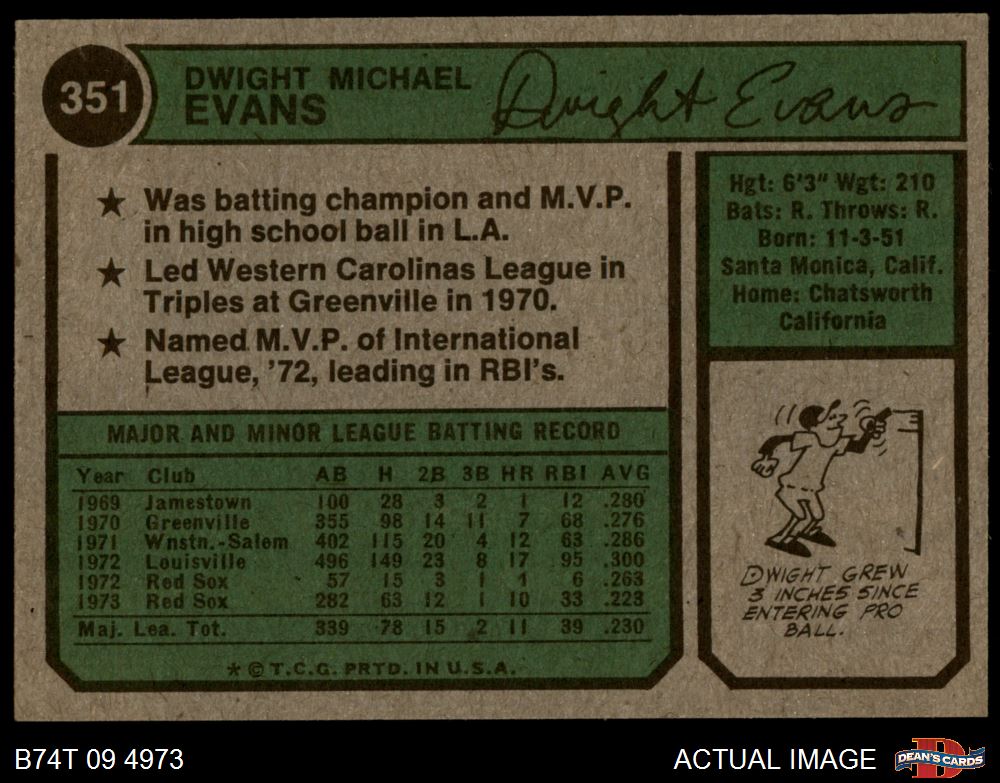 351
DWIGHT MICHAEL
EVANS
Dwight Evans
★ Was batting champion and M.V.P.
in high school ball in L.A.
★ Led Western Carolinas League in
Triples at Greenville in 1970.
★ Named M.V.P. of International
League, '72, leading in RBI's.
Hgt: 6'3" Wgt: 210
Bats: R. Throws: R.
Born: 11-3-51
Santa Monica, Calif.
Home: Chatsworth
California
MAJOR AND MINOR LEAGUE BATTING RECORD
Year Club AB H 2B 3B HR RBI AVG
1969 Jamestown 100 28 3 2 1 12 .280
1970 Greenville 355 98 14 11 7 68 .276
1971 Wnstn.-Salem 402 115 20 4 12 63 .286
1972 Louisville 496 149 23 8 17 95 .300
1972 Red Sox 57 15 3 1 1 6 .263
1973 Red Sox 282 63 12 1 10 33 .223
Maj. Lea. Tot. 339 78 15 2 11 39 .230
* © T.C.G. PRTD. IN U.S.A.
DWIGHT GREW
3 INCHES SINCE
ENTERING PRO
BALL.
B74T 09 4973
ACTUAL IMAGE
D
DEAN'S CARDS